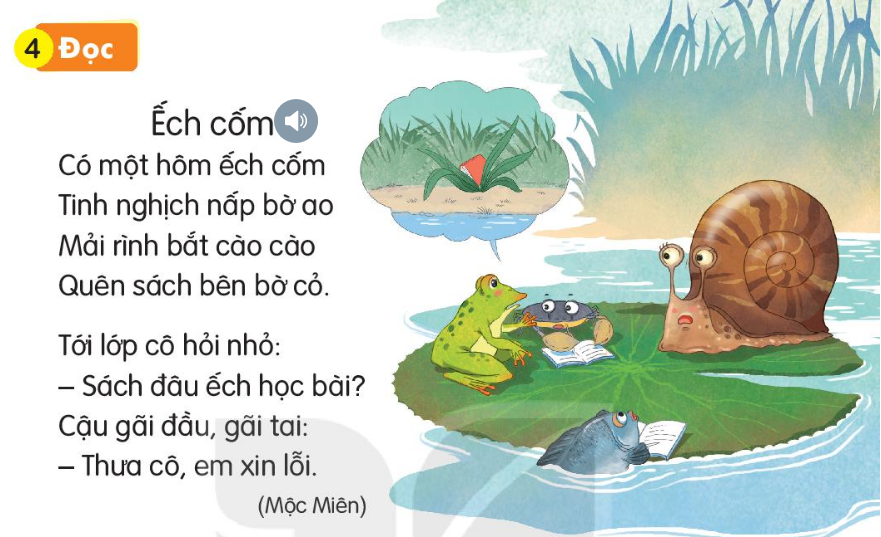 4 Đọc
Ếch cốm
Có một hôm ếch cốm
Tinh nghịch nấp bờ ao
Mải rình bắt cào cào
Quên sách bên bờ cỏ.
Tới lớp cô hỏi nhỏ:
– Sách đâu ếch học bài?
Cậu gãi đầu, gãi tai:
– Thưa cô, em xin lỗi.
(Mộc Miên)